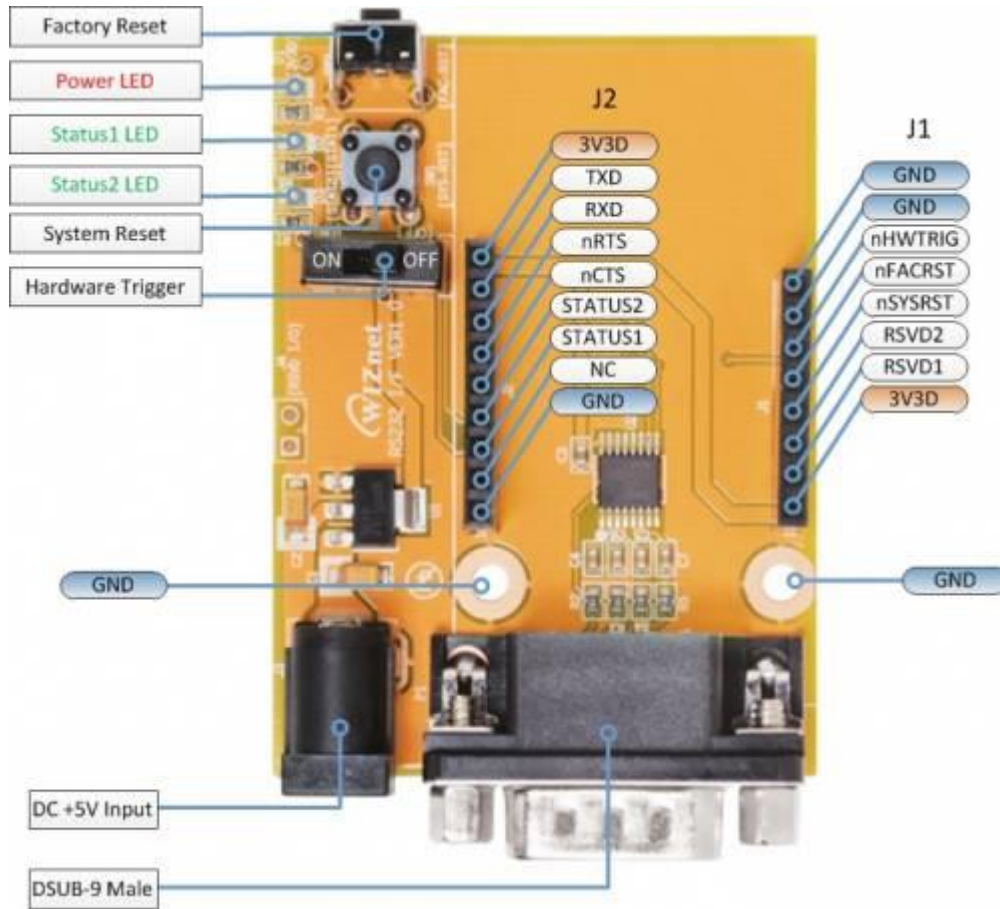 Factory Reset
Power LED
Status1 LED
Status2 LED
System Reset
Hardware Trigger
ON
OFF
J2
3V3D
TXD
RXD
nRTS
nCTS
STATUS2
STATUS1
NC
GND
J1
GND
GND
nHWTRIG
nFACRST
nSYSRST
RSVD2
RSVD1
3V3D
WIZnet
RS232 I/F
GND
GND
DC +5V Input
DSUB-9 Male